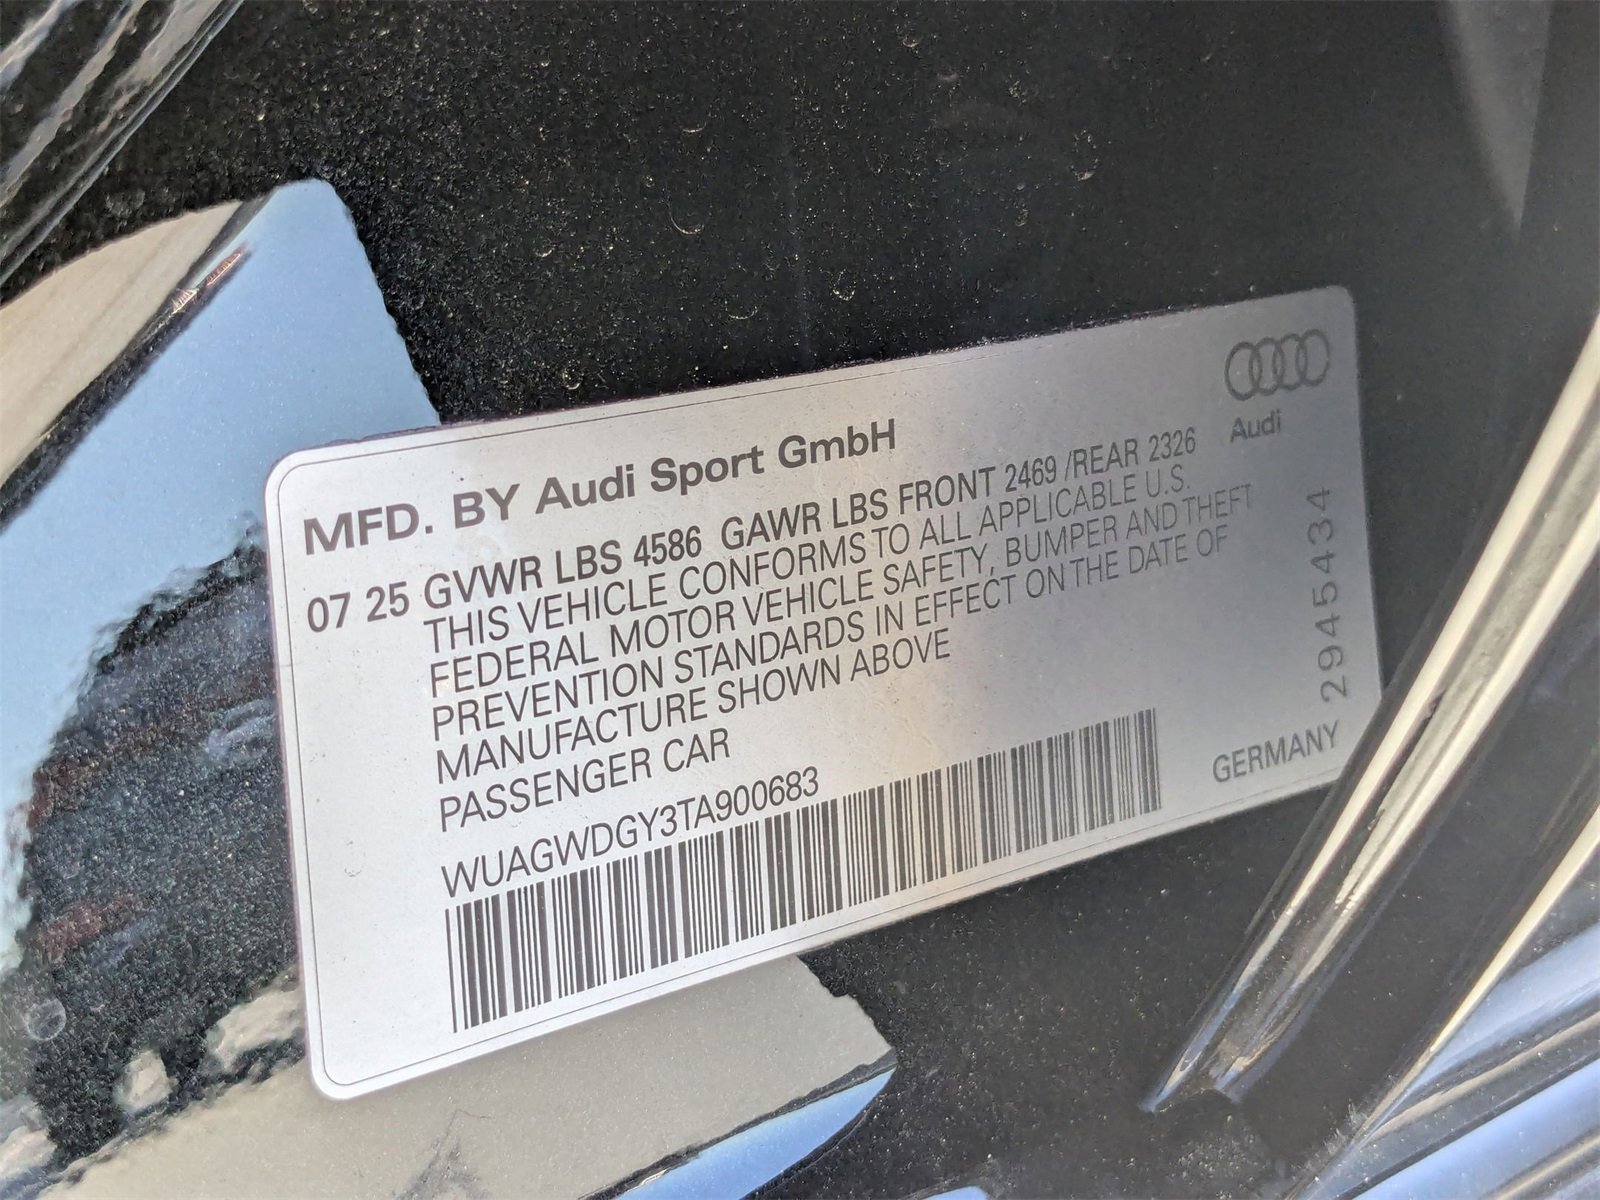 Audi
MFD. BY Audi Sport GmbH
07 25 GVWR LBS 4586 GAWR LBS FRONT 2469 /REAR 2326
THIS VEHICLE CONFORMS TO ALL APPLICABLE U.S.
FEDERAL MOTOR VEHICLE SAFETY, BUMPER AND THEFT
PREVENTION STANDARDS IN EFFECT ON THE DATE OF
MANUFACTURE SHOWN ABOVE
PASSENGER CAR
WUAGWDGY3TA900683
GERMANY
2945434